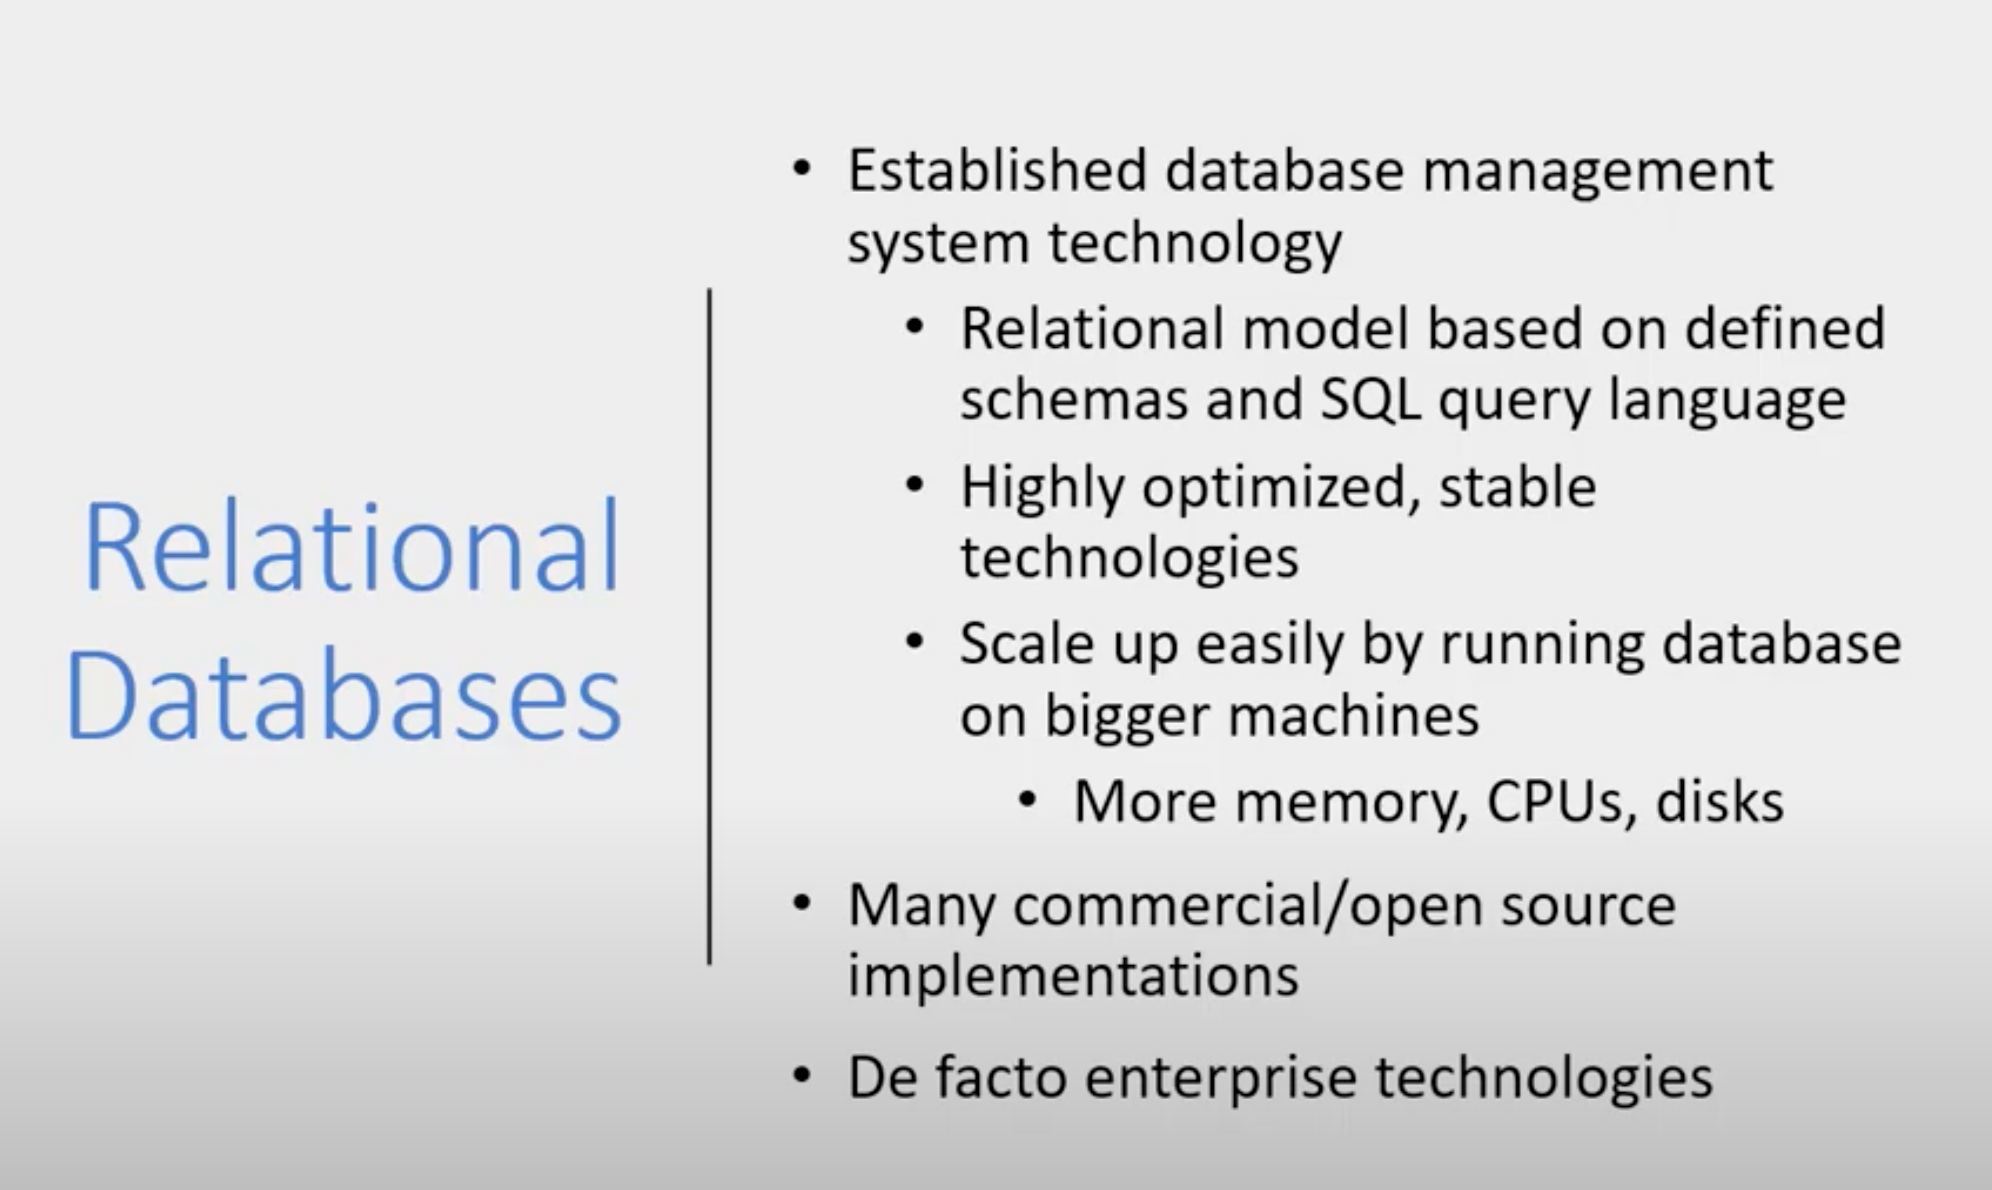 Relational
Databases
• Established database management
system technology
• Relational model based on defined
schemas and SQL query language
• Highly optimized, stable
technologies
• Scale up easily by running database
on bigger machines
• More memory, CPUs, disks
• Many commercial/open source
implementations
• De facto enterprise technologies